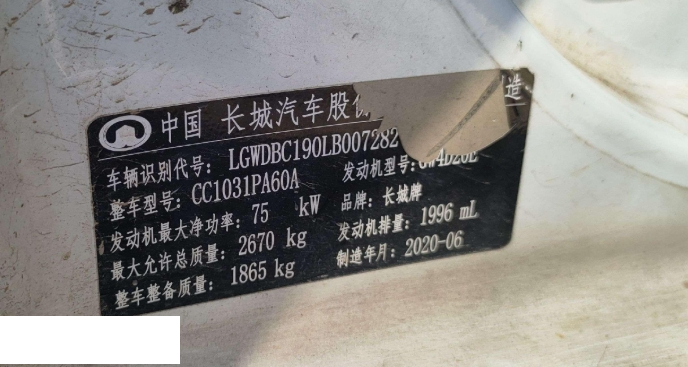 中国 长城汽车股 造
车辆识别代号: LGWDBC190LB007282
整车型号: CC1031PA60A 发动机型号: GW4D20E
发动机最大净功率: 75 kW 品牌: 长城牌
最大允许总质量: 2670 kg 发动机排量: 1996 mL
整车整备质量: 1865 kg 制造年月: 2020-06